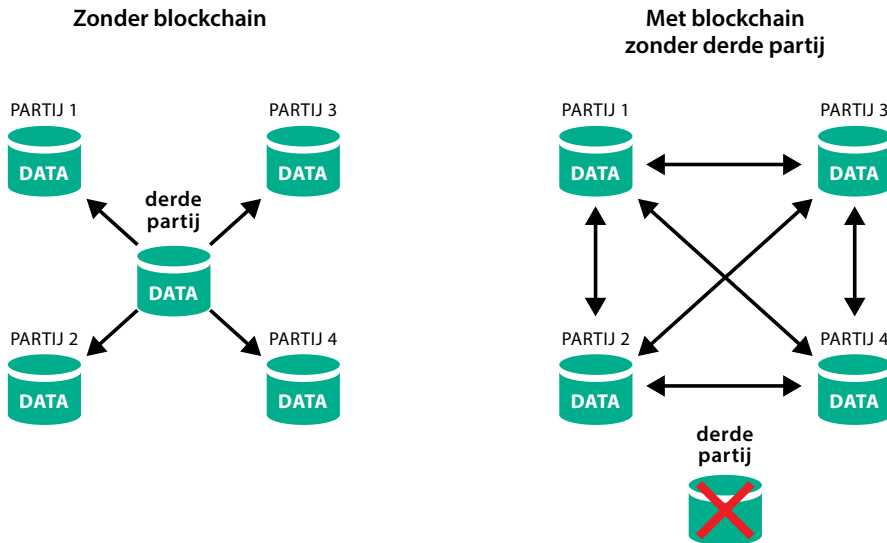 Zonder blockchain
PARTIJ 1
DATA
PARTIJ 3
DATA
derde
partij
DATA
PARTIJ 2
DATA
PARTIJ 4
DATA
Met blockchain
zonder derde partij
PARTIJ 1
DATA
PARTIJ 3
DATA
PARTIJ 2
DATA
PARTIJ 4
DATA
derde
partij